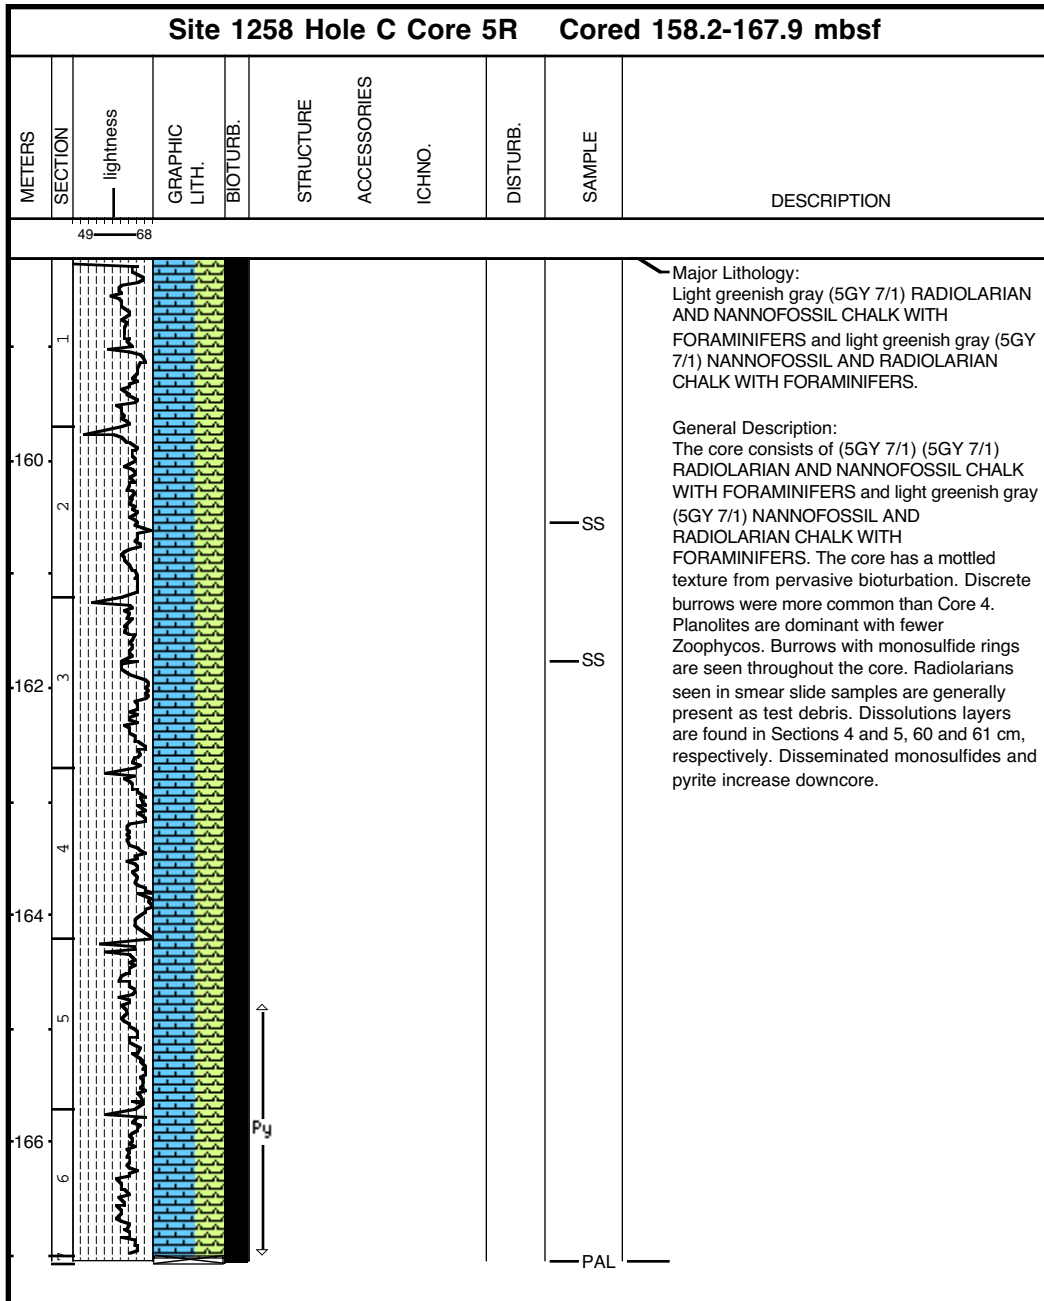 Site 1258 Hole C Core 5R Cored 158.2-167.9 mbsf
METERS
SECTION
lightness
GRAPHIC
LITH.
BIOTURB.
STRUCTURE
ACCESSORIES
ICHNO.
DISTURB.
SAMPLE
DESCRIPTION
49 68
Major Lithology:
Light greenish gray (5GY 7/1) RADIOLARIAN
AND NANNOFOSSIL CHALK WITH
FORAMINIFERS and light greenish gray (5GY
7/1) NANNOFOSSIL AND RADIOLARIAN
CHALK WITH FORAMINIFERS.
General Description:
The core consists of (5GY 7/1) (5GY 7/1)
RADIOLARIAN AND NANNOFOSSIL CHALK
WITH FORAMINIFERS and light greenish gray
(5GY 7/1) NANNOFOSSIL AND
RADIOLARIAN CHALK WITH
FORAMINIFERS. The core has a mottled
texture from pervasive bioturbation. Discrete
burrows were more common than Core 4.
Planolites are dominant with fewer
Zoophycos. Burrows with monosulfide rings
are seen throughout the core. Radiolarians
seen in smear slide samples are generally
present as test debris. Dissolutions layers
are found in Sections 4 and 5, 60 and 61 cm,
respectively. Disseminated monosulfides and
pyrite increase downcore.
1
160
2
SS
SS
3
162
4
164
5
Py
166
6
7
PAL